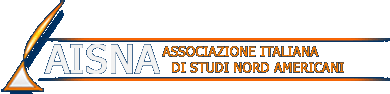 AISNA
ASSOCIAZIONE ITALIANA
DI STUDI NORD AMERICANI